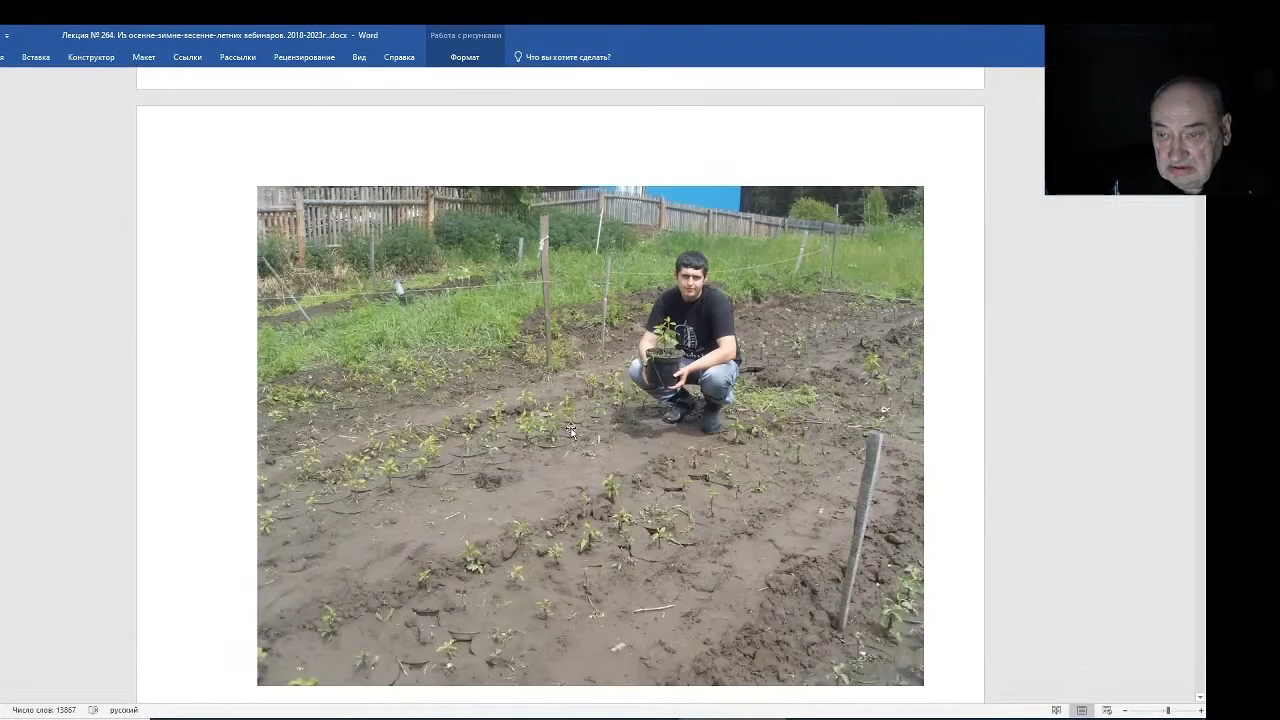 Лекция № 264. Из осенне-зимне-весенне-летних вебинаров. 2018-2023г..docx - Word
Работа с рисунками
я Вставка Конструктор Макет Ссылки Рассылки Рецензирование Вид Справка Формат Что вы хотите сделать?
Число слов: 13867 русский